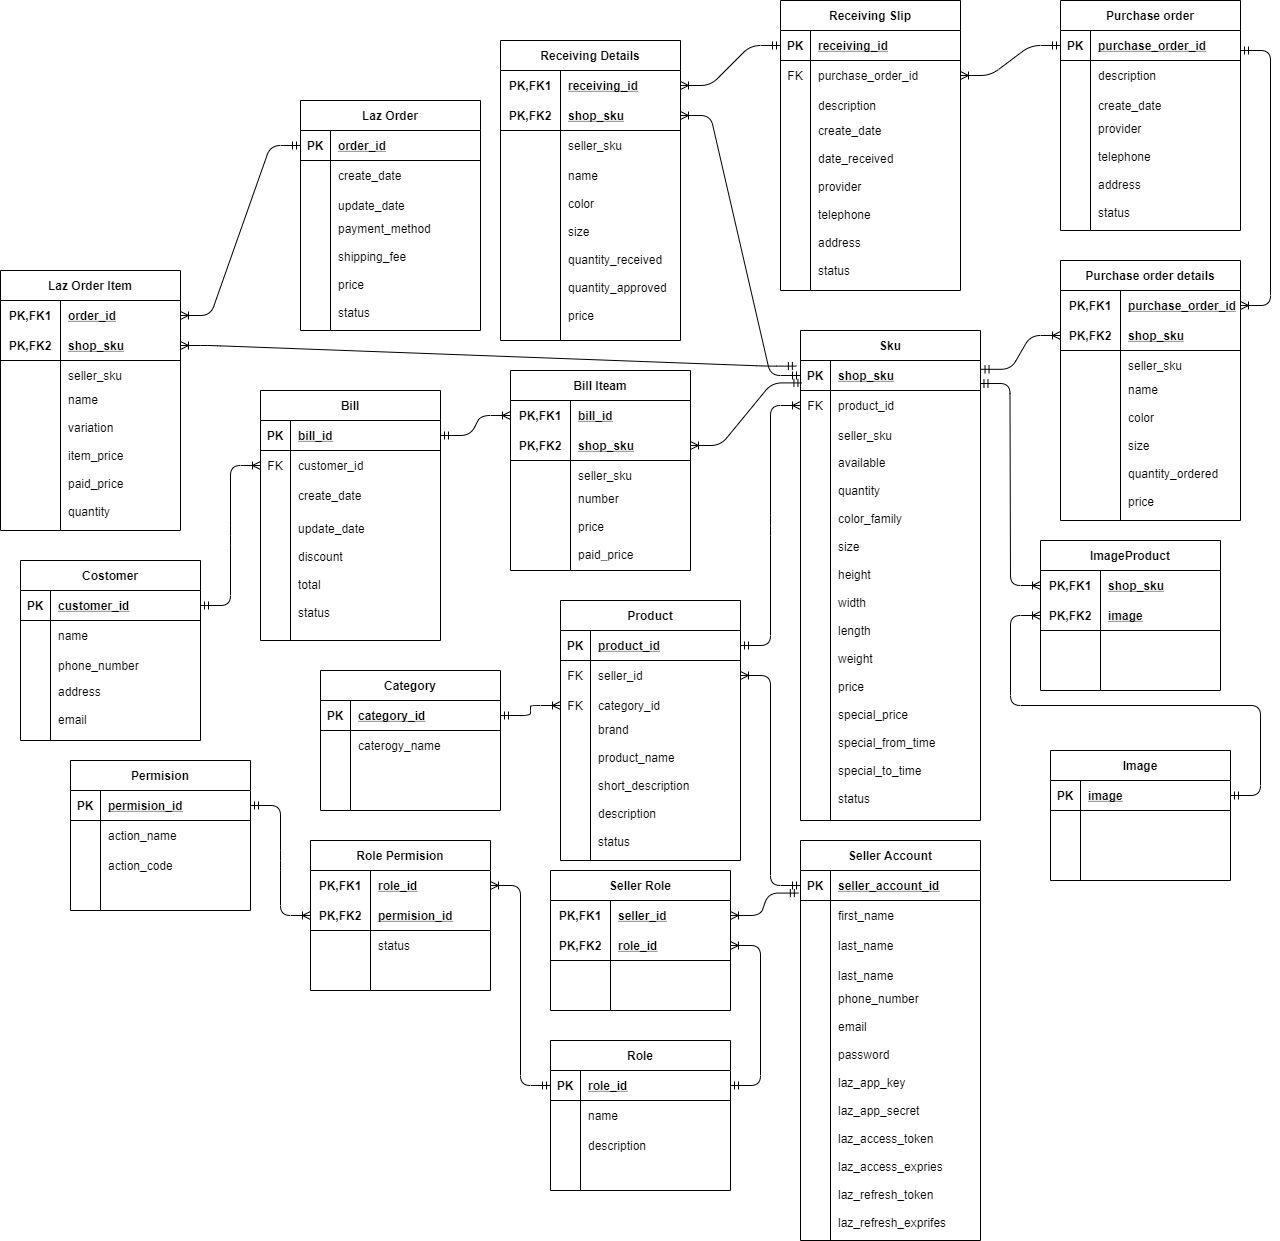 Receiving Slip
PK receiving_id
FK purchase_order_id
description
create_date
date_received
provider
telephone
address
status
Purchase order
PK purchase_order_id
description
create_date
provider
telephone
address
status
Receiving Details
PK,FK1 receiving_id
PK,FK2 shop_sku
seller_sku
name
color
size
quantity_received
quantity_approved
price
Laz Order
PK order_id
create_date
update_date
payment_method
shipping_fee
price
status
Laz Order Item
PK,FK1 order_id
PK,FK2 shop_sku
seller_sku
name
variation
item_price
paid_price
quantity
Purchase order details
PK,FK1 purchase_order_id
PK,FK2 shop_sku
seller_sku
name
color
size
quantity_ordered
price
Sku
PK shop_sku
FK product_id
seller_sku
available
quantity
color_family
size
height
width
length
weight
price
special_price
special_from_time
special_to_time
status
Bill Iteam
PK,FK1 bill_id
PK,FK2 shop_sku
seller_sku
number
price
paid_price
Bill
PK bill_id
FK customer_id
create_date
update_date
discount
total
status
Costomer
PK customer_id
name
phone_number
address
email
ImageProduct
PK,FK1 shop_sku
PK,FK2 image
Product
PK product_id
FK seller_id
FK category_id
brand
product_name
short_description
description
status
Category
PK category_id
caterogy_name
Image
PK image
Permision
PK permision_id
action_name
action_code
Role Permision
PK,FK1 role_id
PK,FK2 permision_id
status
Seller Role
PK,FK1 seller_id
PK,FK2 role_id
Seller Account
PK seller_account_id
first_name
last_name
last_name
phone_number
email
password
laz_app_key
laz_app_secret
laz_access_token
laz_access_expries
laz_refresh_token
laz_refresh_exprifes
Role
PK role_id
name
description